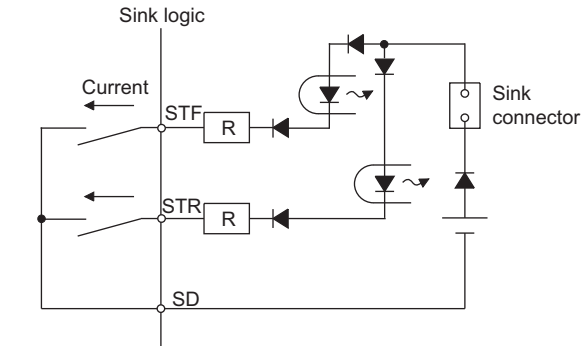 Sink logic
Current
STF
R
Sink
connector
STR
R
SD